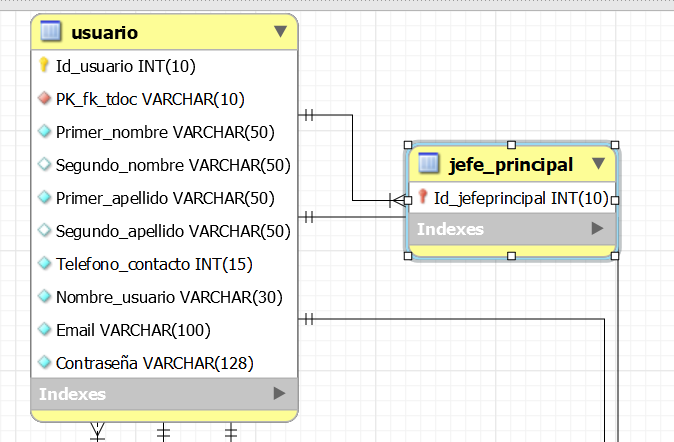 usuario
Id_usuario INT(10)
PK_fk_tdoc VARCHAR(10)
Primer_nombre VARCHAR(50)
Segundo_nombre VARCHAR(50)
Primer_apellido VARCHAR(50)
Segundo_apellido VARCHAR(50)
Telefono_contacto INT(15)
Nombre_usuario VARCHAR(30)
Email VARCHAR(100)
Contraseña VARCHAR(128)
Indexes
jefe_principal
Id_jefeprincipal INT(10)
Indexes